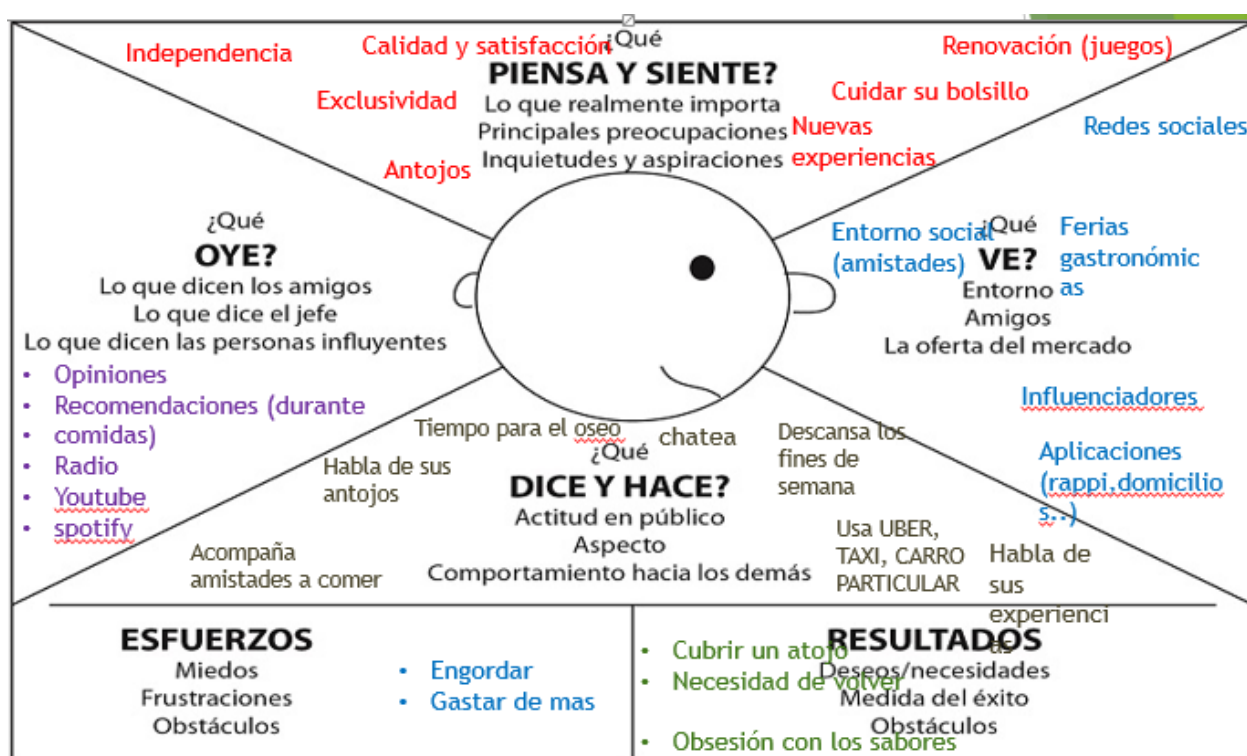 Independencia
Calidad y satisfacción
¿Qué
PIENSA Y SIENTE?
Lo que realmente importa
Principales preocupaciones
Inquietudes y aspiraciones
Exclusividad
Antojos
Renovación (juegos)
Cuidar su bolsillo
Nuevas
experiencias
Redes sociales
¿Qué
OYE?
Lo que dicen los amigos
Lo que dice el jefe
Lo que dicen las personas influyentes
• Opiniones
• Recomendaciones (durante
• comidas)
• Radio
• Youtube
• spotify
Entorno social
(amistades)
¿Qué
VE?
Entorno
Amigos
La oferta del mercado
Ferias
gastronómic
as
Influenciadores
Aplicaciones
(rappi,domicilio
s..)
Tiempo para el oseo
chatea
Descansa los
fines de
semana
Habla de sus
antojos
¿Qué
DICE Y HACE?
Actitud en público
Aspecto
Comportamiento hacia los demás
Acompaña
amistades a comer
Usa UBER,
TAXI, CARRO
PARTICULAR
Habla de
sus
experienci
as
ESFUERZOS
Miedos
Frustraciones
Obstáculos
• Engordar
• Gastar de mas
RESULTADOS
Deseos/necesidades
Medida del éxito
Obstáculos
• Cubrir un atojo
• Necesidad de volver
• Obsesión con los sabores